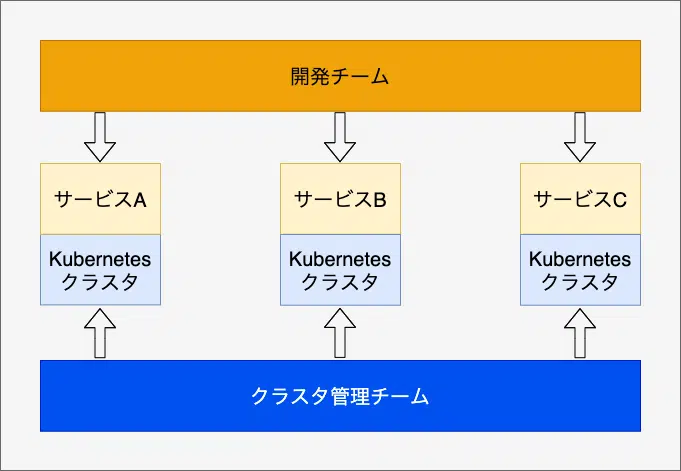 開発チーム
サービスA
サービスB
サービスC
Kubernetes
クラスタ
Kubernetes
クラスタ
Kubernetes
クラスタ
クラスタ管理チーム